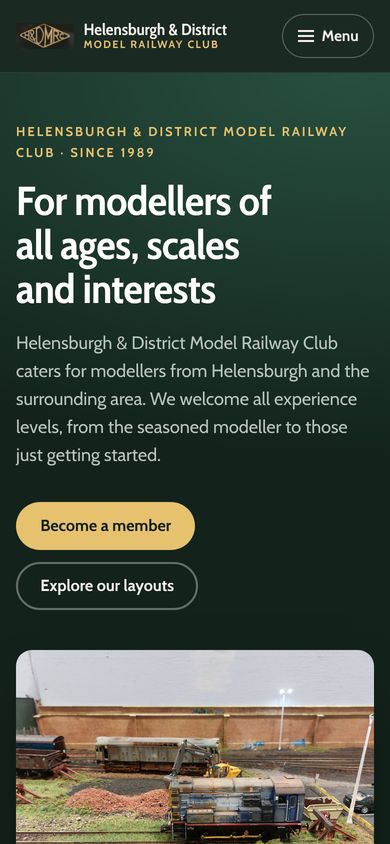 H&DMRC
Helensburgh & District
MODEL RAILWAY CLUB
Menu
HELENSBURGH & DISTRICT MODEL RAILWAY
CLUB · SINCE 1989
For modellers of
all ages, scales
and interests
Helensburgh & District Model Railway Club
caters for modellers from Helensburgh and the
surrounding area. We welcome all experience
levels, from the seasoned modeller to those
just getting started.
Become a member
Explore our layouts